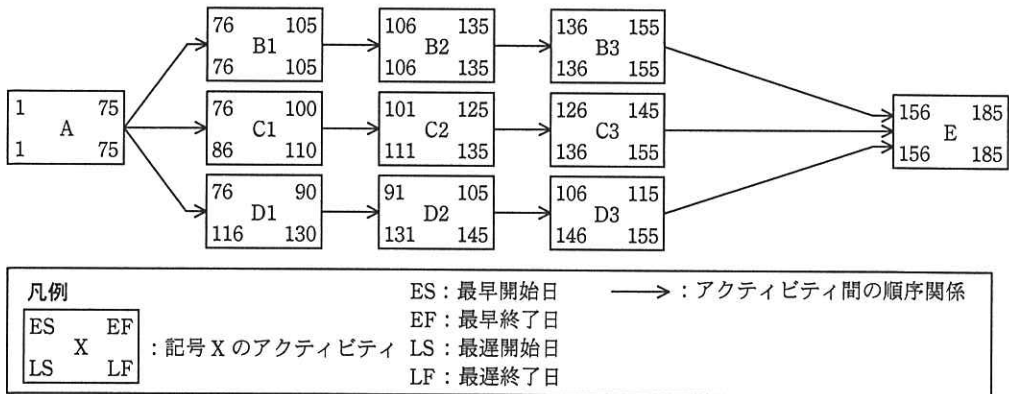 76 105 106 135 136 155
B1 B2 B3
76 105 106 135 136 155
1 75 76 100 101 125 126 145 156 185
A C1 C2 C3 E
1 75 86 110 111 135 136 155 156 185
76 90 91 105 106 115
D1 D2 D3
116 130 131 145 146 155
凡例 ES:最早開始日 :アクティビティ間の順序関係
ES EF EF:最早終了日
X :記号Xのアクティビティ LS:最遅開始日
LS LF LF:最遅終了日